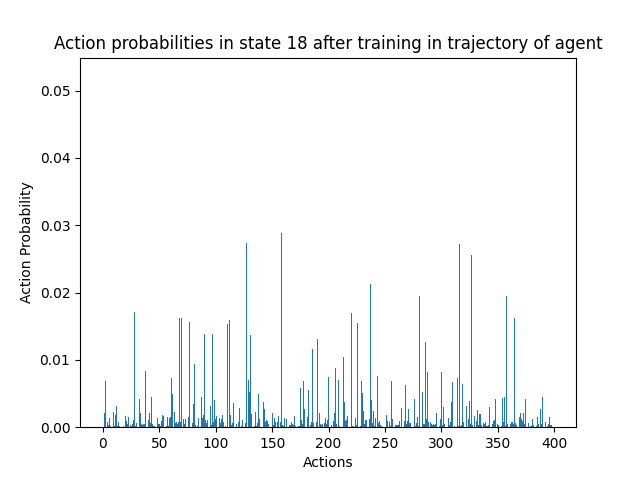 Action probabilities in state 18 after training in trajectory of agent
0.05
0.04
0.03
0.02
0.01
0.00
Action Probability
0 50 100 150 200 250 300 350 400
Actions